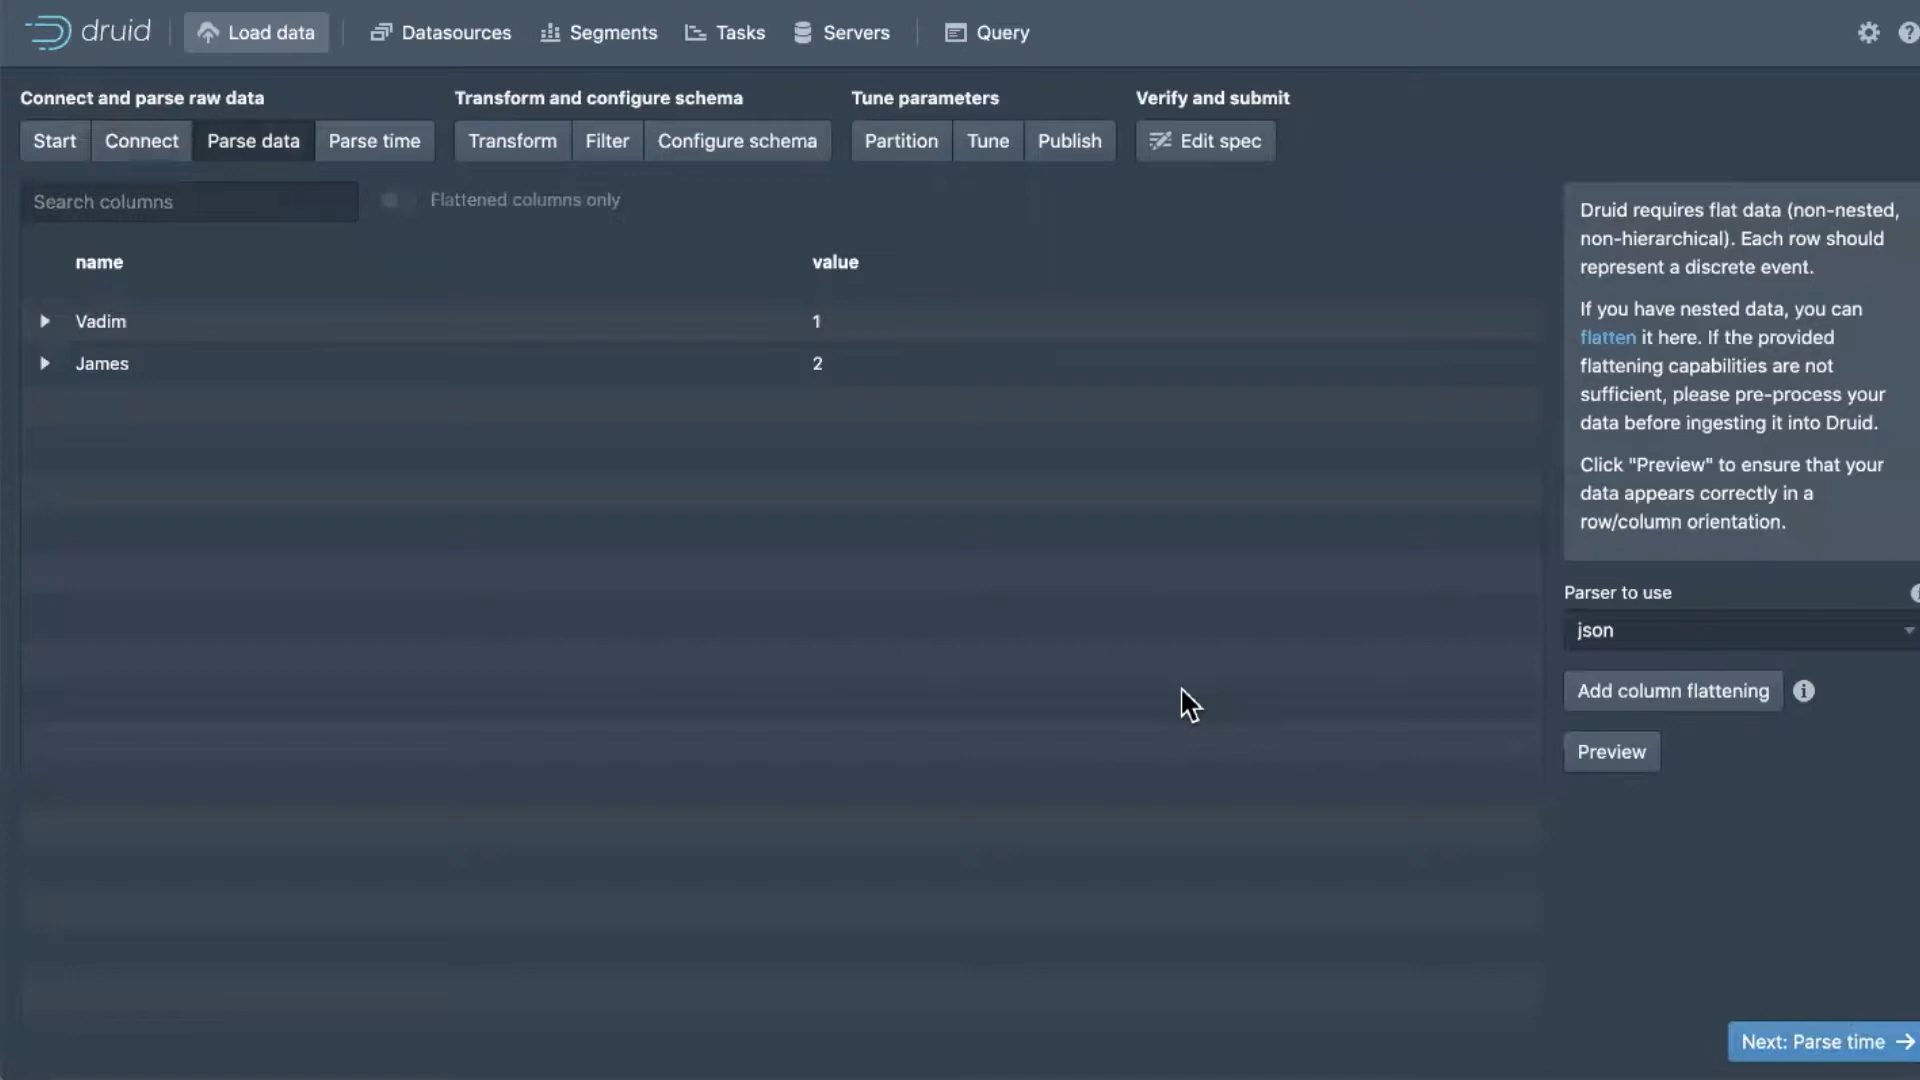 druid
Load data
Datasources
Segments
Tasks
Servers
Query
Connect and parse raw data
Transform and configure schema
Tune parameters
Verify and submit
Start
Connect
Parse data
Parse time
Transform
Filter
Configure schema
Partition
Tune
Publish
Edit spec
Search columns
Flattened columns only
name value
Vadim 1
James 2
Druid requires flat data (non-nested,
non-hierarchical). Each row should
represent a discrete event.
If you have nested data, you can
flatten it here. If the provided
flattening capabilities are not
sufficient, please pre-process your
data before ingesting it into Druid.
Click "Preview" to ensure that your
data appears correctly in a
row/column orientation.
Parser to use
json
Add column flattening
Preview
Next: Parse time